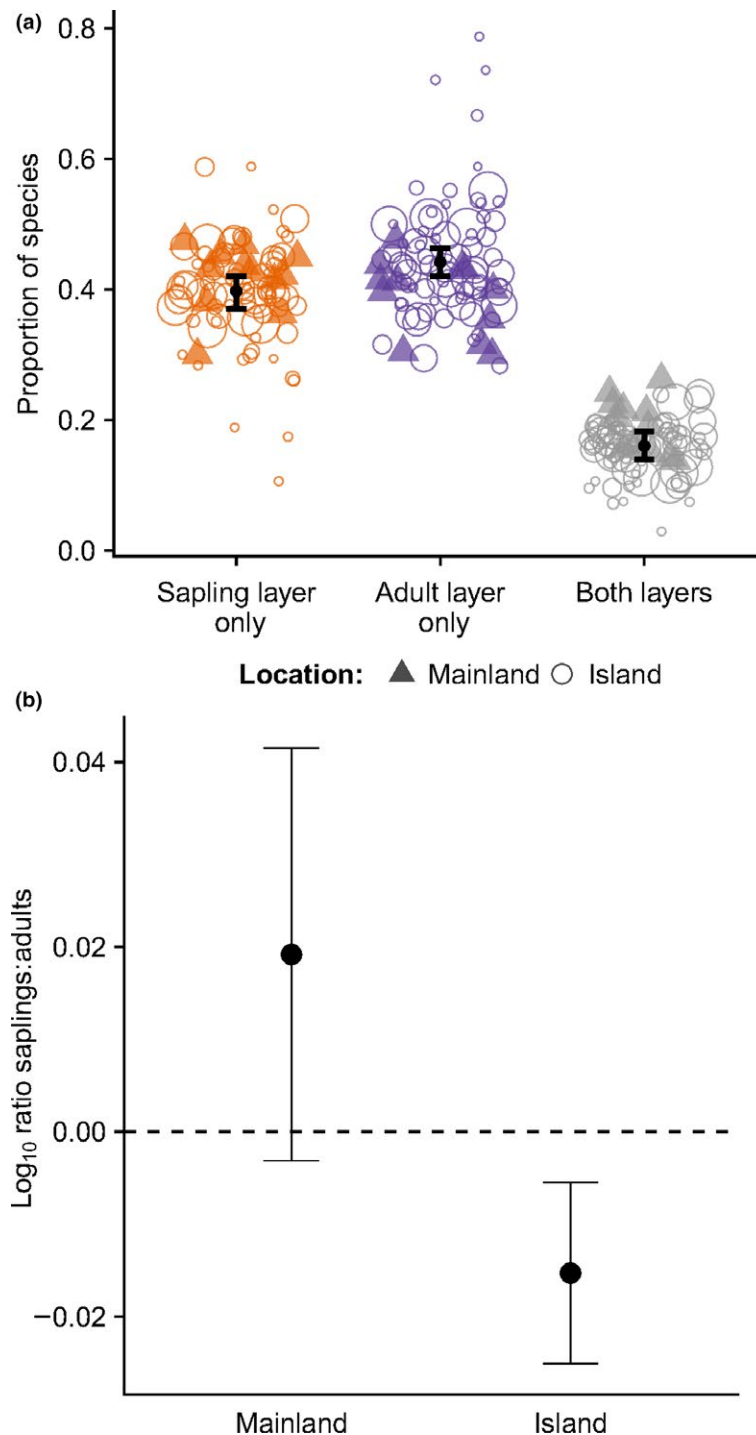 (a)
0.8
0.6
0.4
0.2
0.0
Proportion of species
Sapling layer only
Adult layer only
Both layers
Location: Mainland Island
(b)
0.04
0.02
0.00
−0.02
Log₁₀ ratio saplings:adults
Mainland
Island